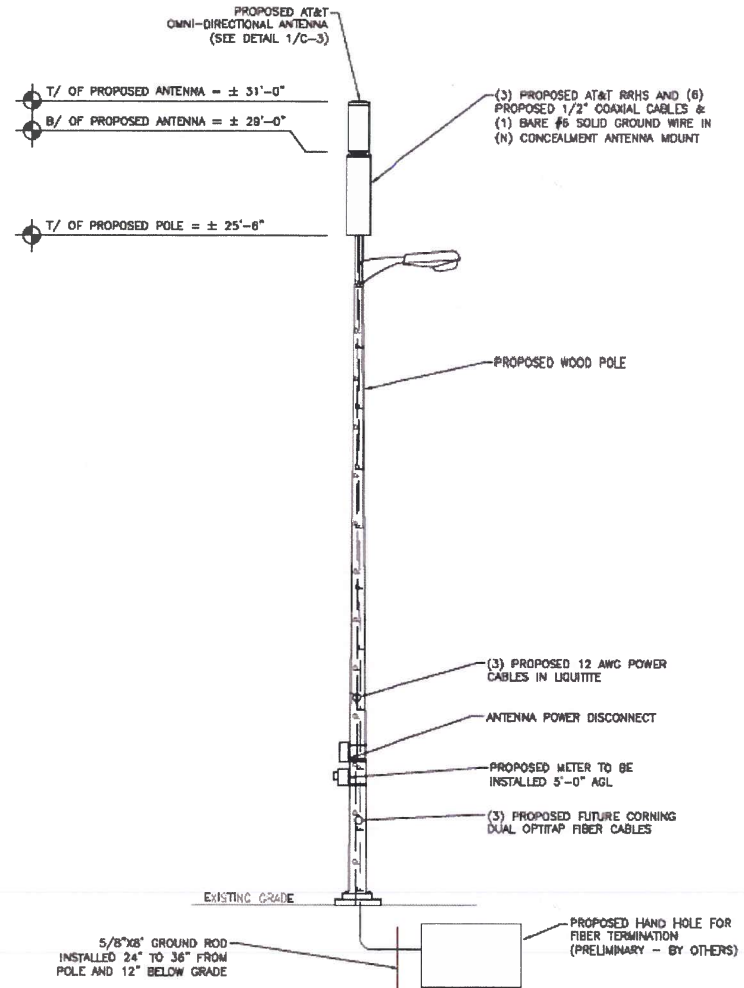 PROPOSED AT&T
OMNI-DIRECTIONAL ANTENNA
(SEE DETAIL 1/C-3)
T/ OF PROPOSED ANTENNA = ± 31'-0"
B/ OF PROPOSED ANTENNA = ± 29'-0"
(3) PROPOSED AT&T RRHS AND (6)
PROPOSED 1/2" COAXIAL CABLES &
(1) BARE #6 SOLID GROUND WIRE IN
(N) CONCEALMENT ANTENNA MOUNT
T/ OF PROPOSED POLE = ± 25'-6"
PROPOSED WOOD POLE
(3) PROPOSED 12 AWG POWER
CABLES IN LIQUITITE
ANTENNA POWER DISCONNECT
PROPOSED METER TO BE
INSTALLED 5'-0" AGL
(3) PROPOSED FUTURE CORNING
DUAL OPTITAP FIBER CABLES
EXISTING GRADE
5/8"X8' GROUND ROD
INSTALLED 24" TO 36" FROM
POLE AND 12" BELOW GRADE
PROPOSED HAND HOLE FOR
FIBER TERMINATION
(PRELIMINARY - BY OTHERS)